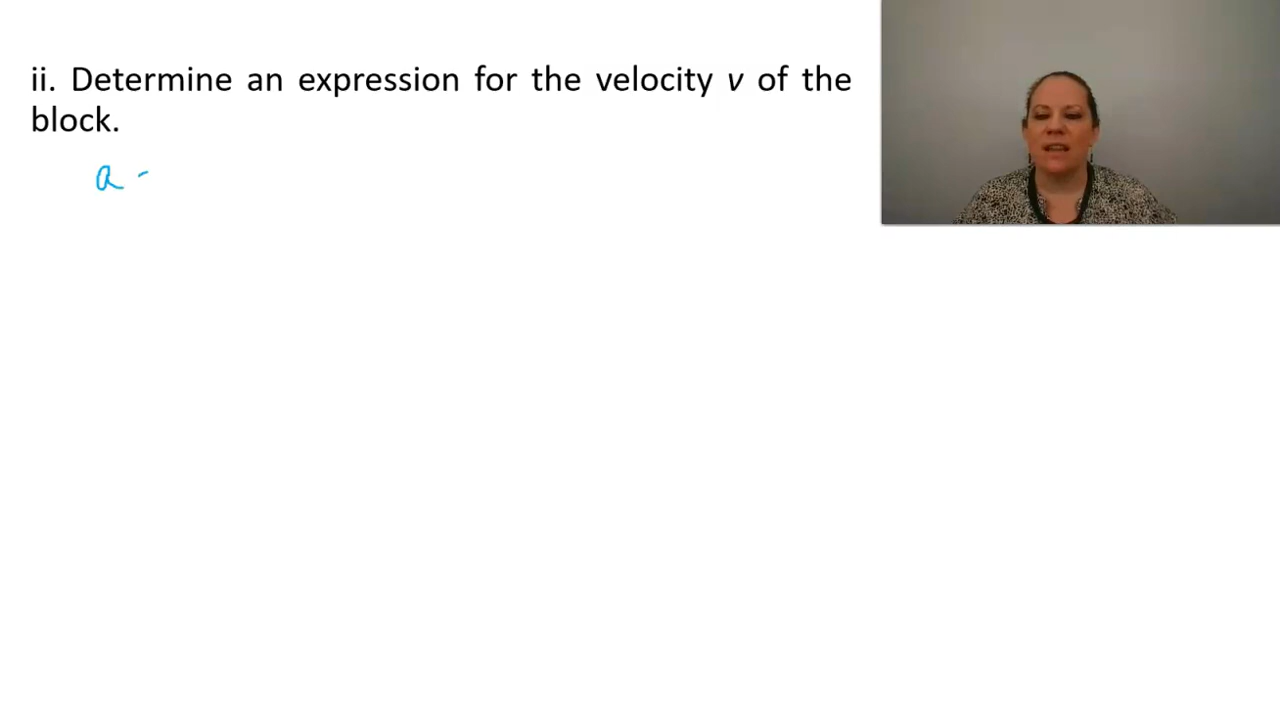 ii. Determine an expression for the velocity v of the
block.
a -